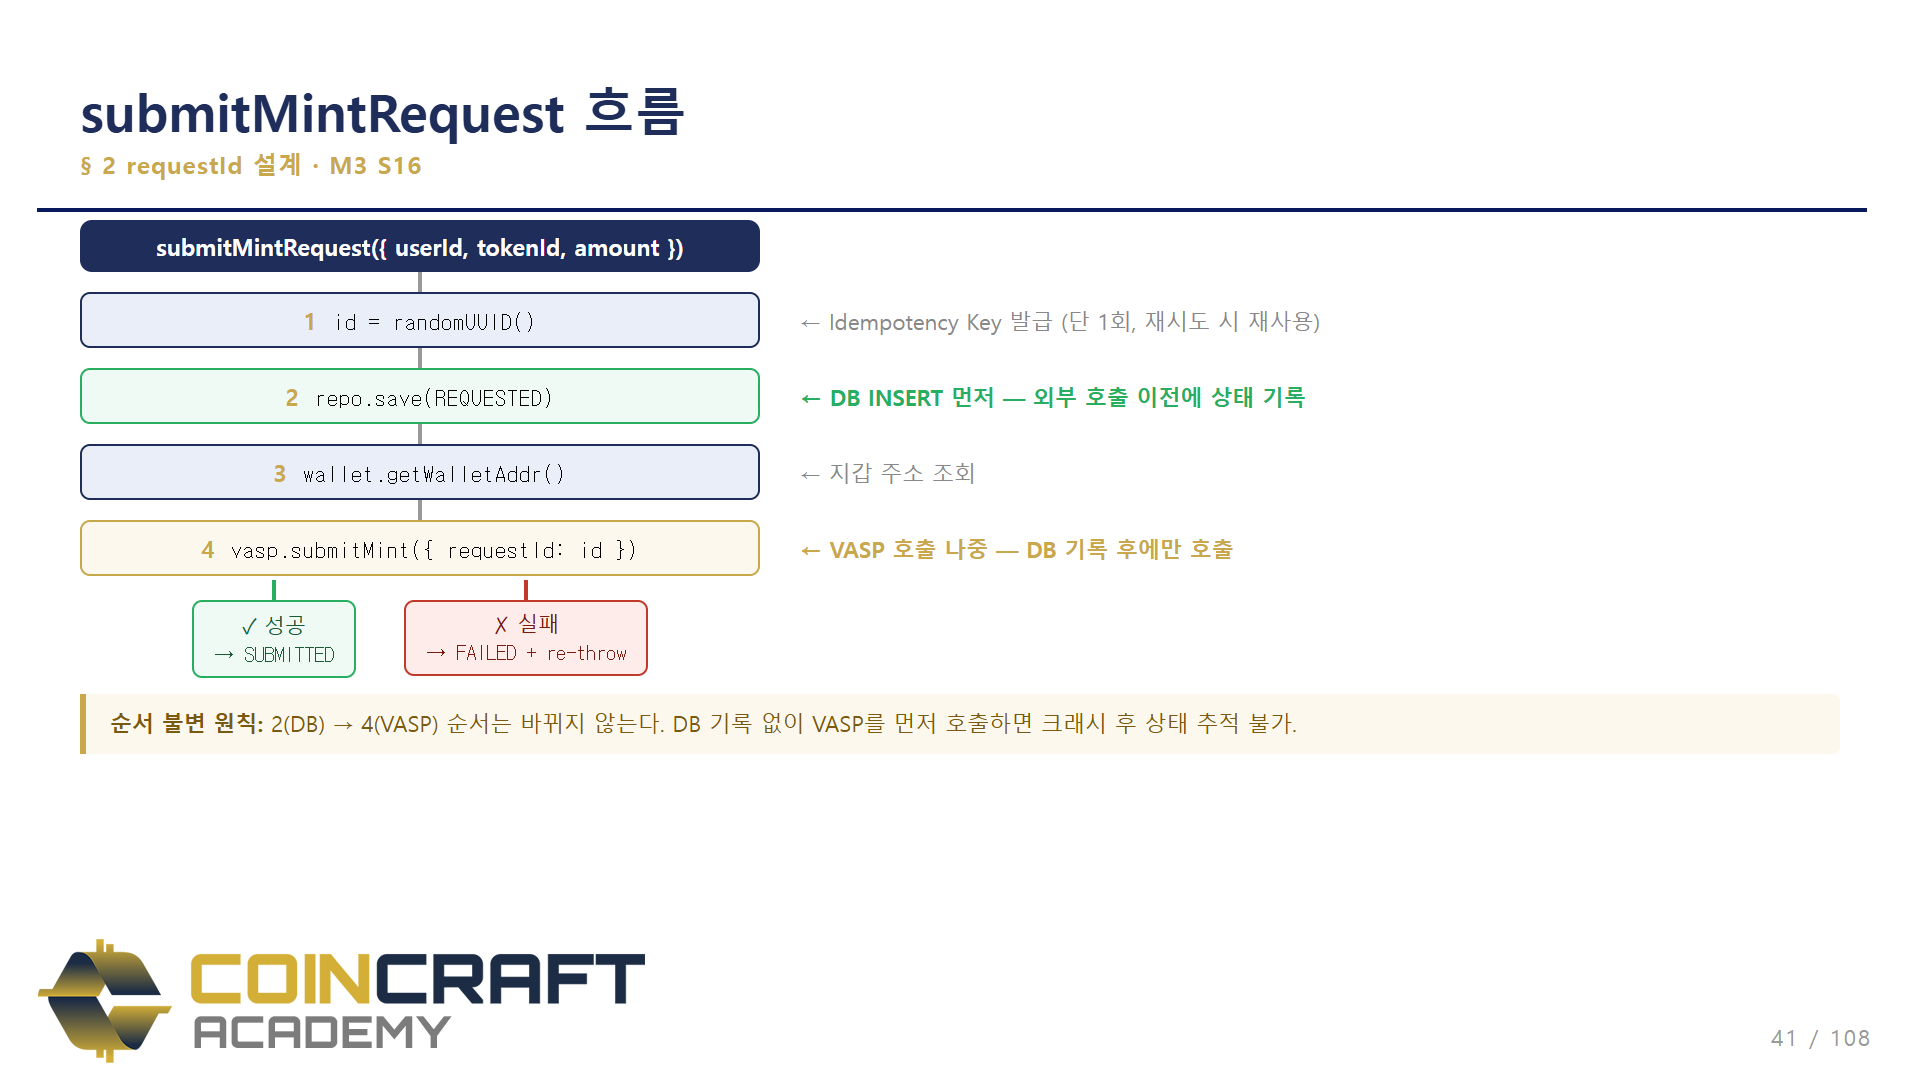 submitMintRequest 흐름
§ 2 requestId 설계 · M3 S16
submitMintRequest({ userId, tokenId, amount })
1 id = randomUUID()
← Idempotency Key 발급 (단 1회, 재시도 시 재사용)
2 repo.save(REQUESTED)
← DB INSERT 먼저 — 외부 호출 이전에 상태 기록
3 wallet.getWalletAddr()
← 지갑 주소 조회
4 vasp.submitMint({ requestId: id })
← VASP 호출 나중 — DB 기록 후에만 호출
✓ 성공
→ SUBMITTED
✗ 실패
→ FAILED + re-throw
순서 불변 원칙: 2(DB) → 4(VASP) 순서는 바뀌지 않는다. DB 기록 없이 VASP를 먼저 호출하면 크래시 후 상태 추적 불가.
COINCRAFT
ACADEMY
41 / 108